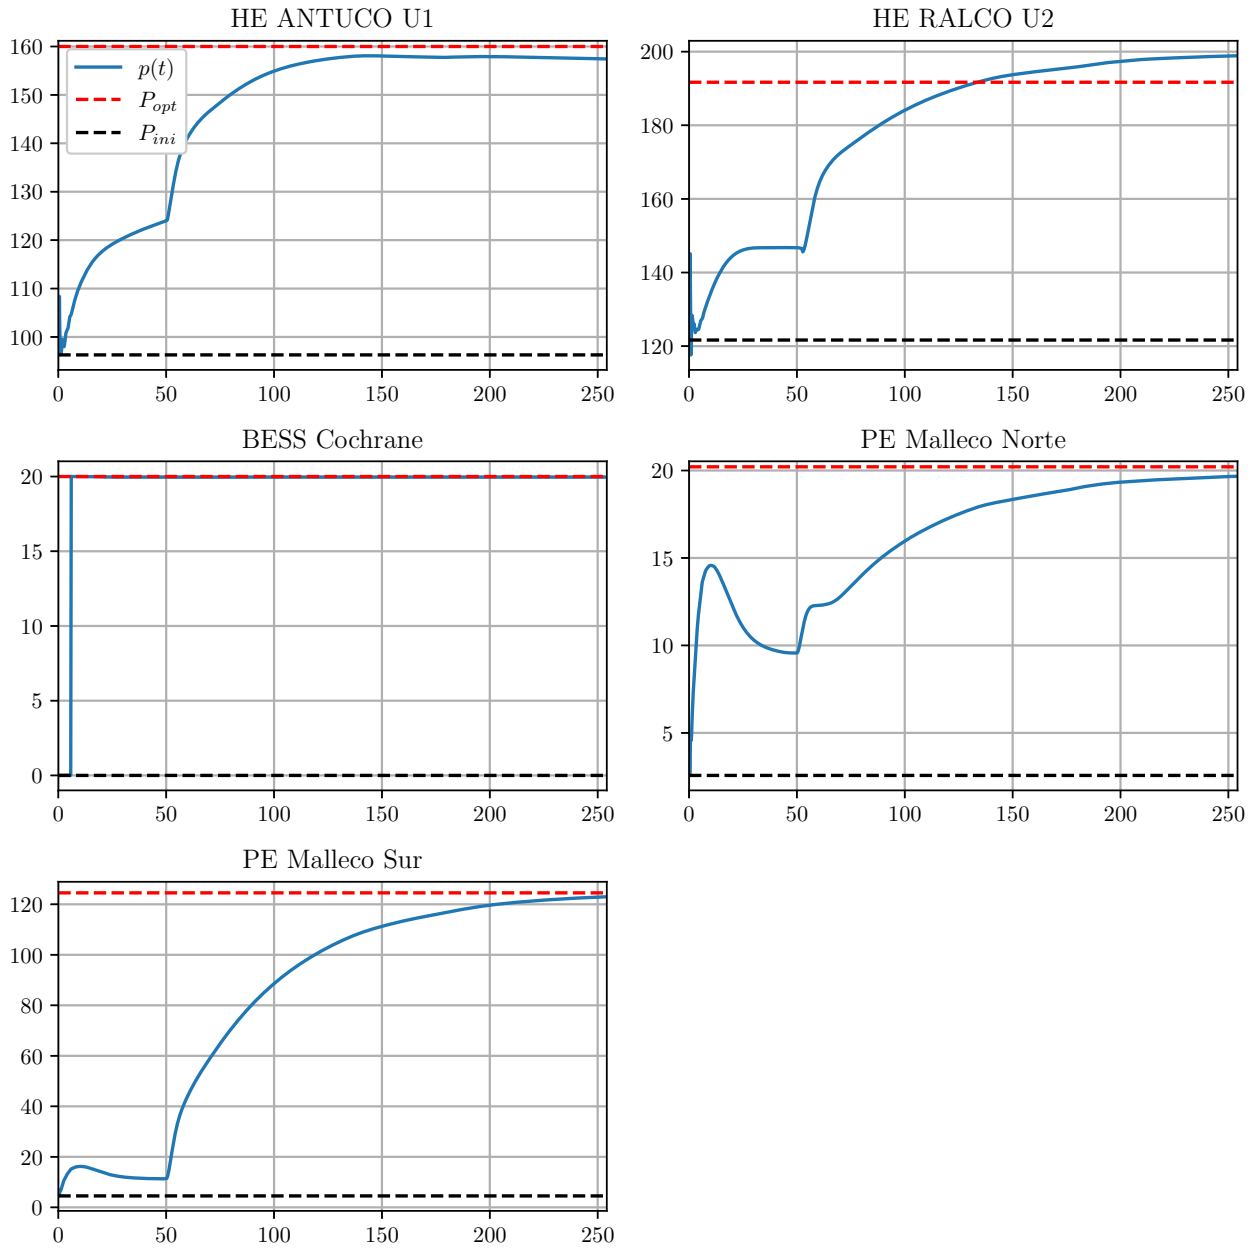 HE ANTUCO U1
160
150
140
130
120
110
100
p(t)
P_opt
P_ini
0 50 100 150 200 250
HE RALCO U2
200
180
160
140
120
0 50 100 150 200 250
BESS Cochrane
20
15
10
5
0
0 50 100 150 200 250
PE Malleco Norte
20
15
10
5
0 50 100 150 200 250
PE Malleco Sur
120
100
80
60
40
20
0
0 50 100 150 200 250